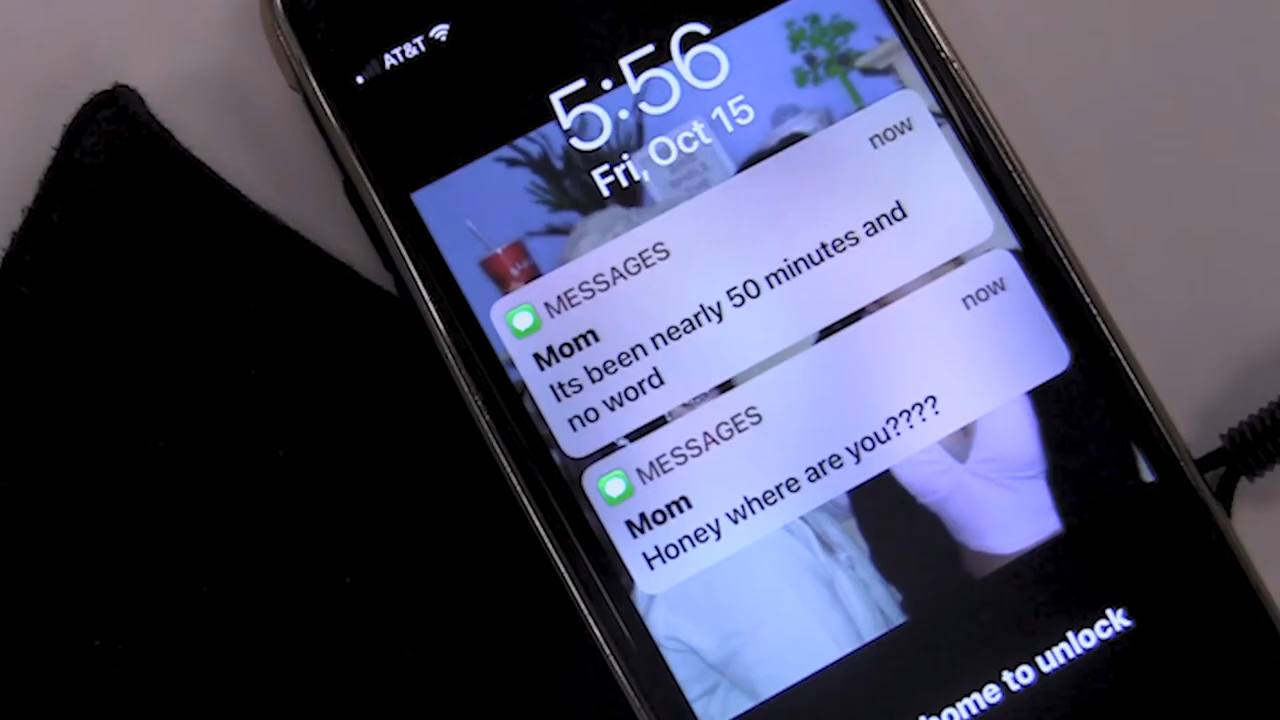 AT&T
5:56
Fri, Oct 15
MESSAGES
now
Mom
Its been nearly 50 minutes and
no word
MESSAGES
now
Mom
Honey where are you????
home to unlock